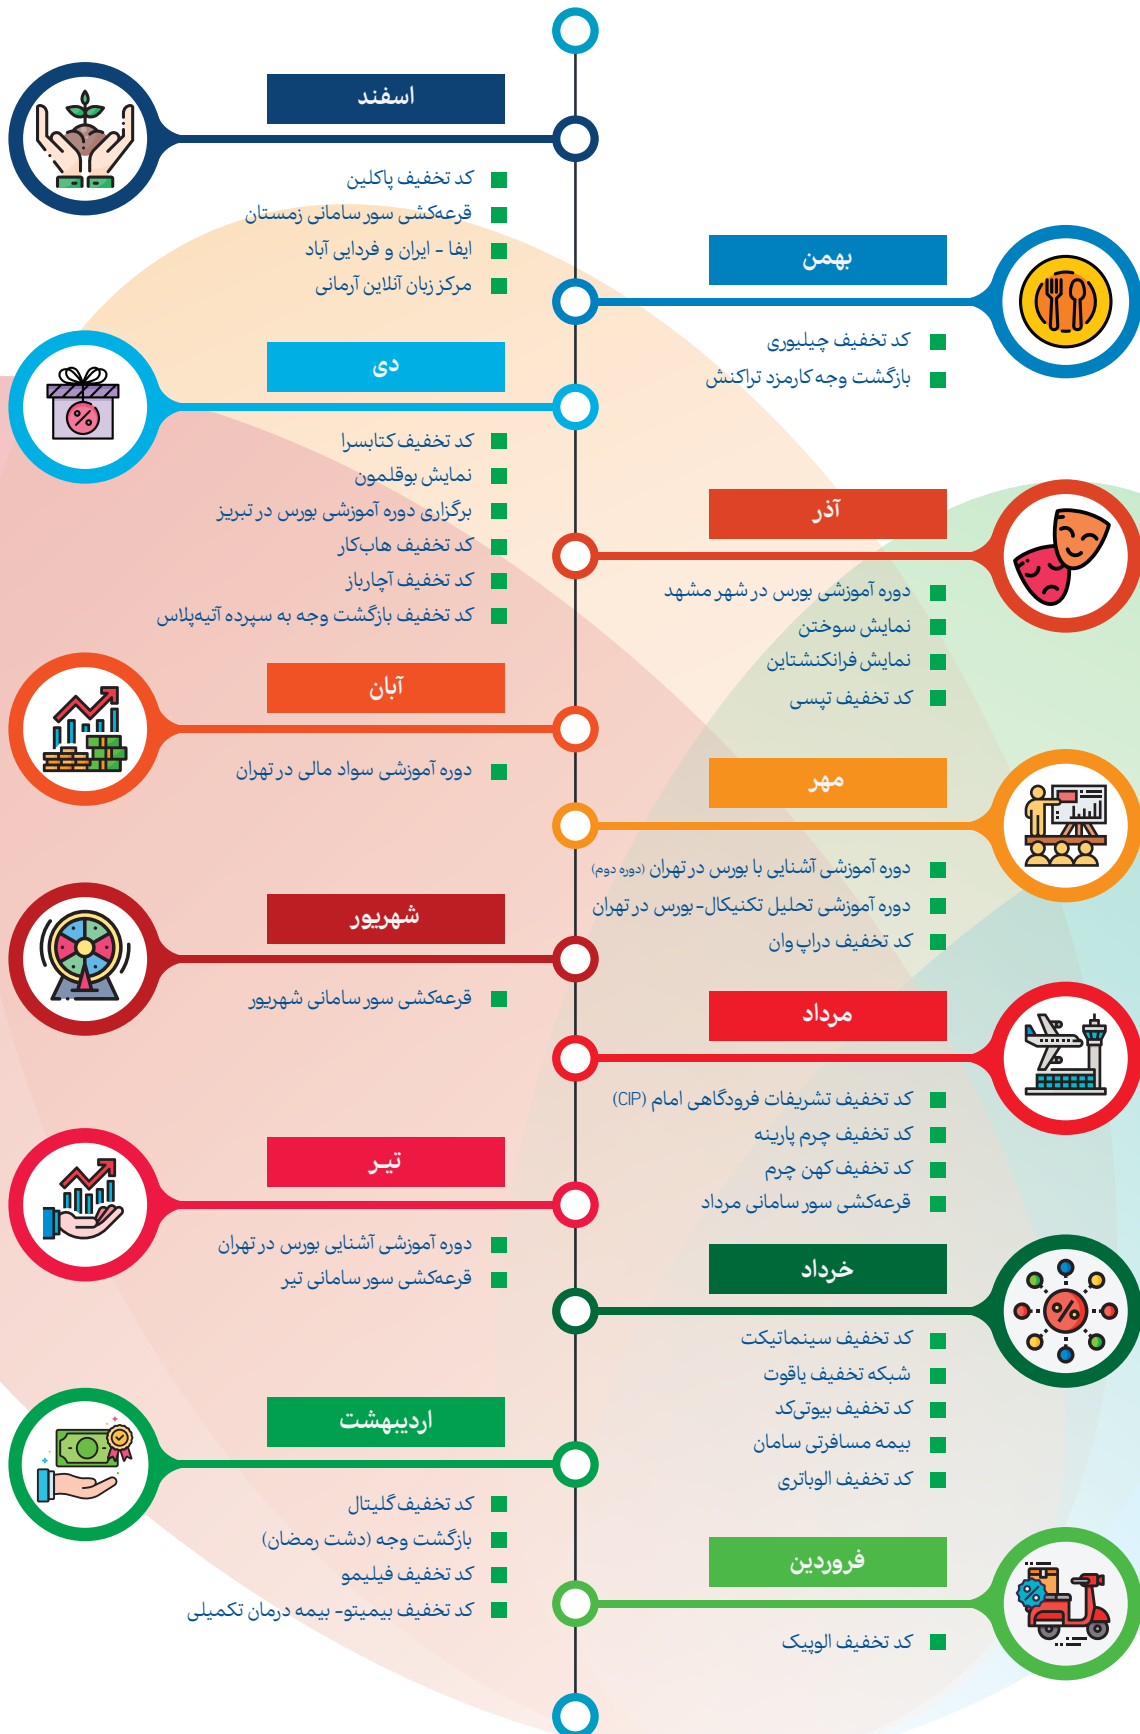 اسفند
کد تخفیف پاکلین
قرعه‌کشی سور سامانی زمستان
ایفا - ایران و فردایی آباد
مرکز زبان آنلاین آرمانی
بهمن
کد تخفیف چیلیوری
بازگشت وجه کارمزد تراکنش
دی
کد تخفیف کتابسرا
نمایش بوقلمون
برگزاری دوره آموزشی بورس در تبریز
کد تخفیف هاب‌کار
کد تخفیف آچارباز
کد تخفیف بازگشت وجه به سپرده آتیه‌پلاس
آذر
دوره آموزشی بورس در شهر مشهد
نمایش سوختن
نمایش فرانکنشتاین
کد تخفیف تپسی
آبان
دوره آموزشی سواد مالی در تهران
مهر
دوره آموزشی آشنایی با بورس در تهران (دوره دوم)
دوره آموزشی تحلیل تکنیکال-بورس در تهران
کد تخفیف دراپ وان
شهریور
قرعه‌کشی سور سامانی شهریور
مرداد
کد تخفیف تشریفات فرودگاهی امام (CIP)
کد تخفیف چرم پارینه
کد تخفیف کهن چرم
قرعه‌کشی سور سامانی مرداد
تیـر
دوره آموزشی آشنایی بورس در تهران
قرعه‌کشی سور سامانی تیر
خرداد
کد تخفیف سینماتیکت
شبکه تخفیف یاقوت
کد تخفیف بیوتی‌کد
بیمه مسافرتی سامان
کد تخفیف الوباتری
اردیبهشت
کد تخفیف گلیتال
بازگشت وجه (دشت رمضان)
کد تخفیف فیلیمو
کد تخفیف بیمیتو- بیمه درمان تکمیلی
فروردین
کد تخفیف الوپیک